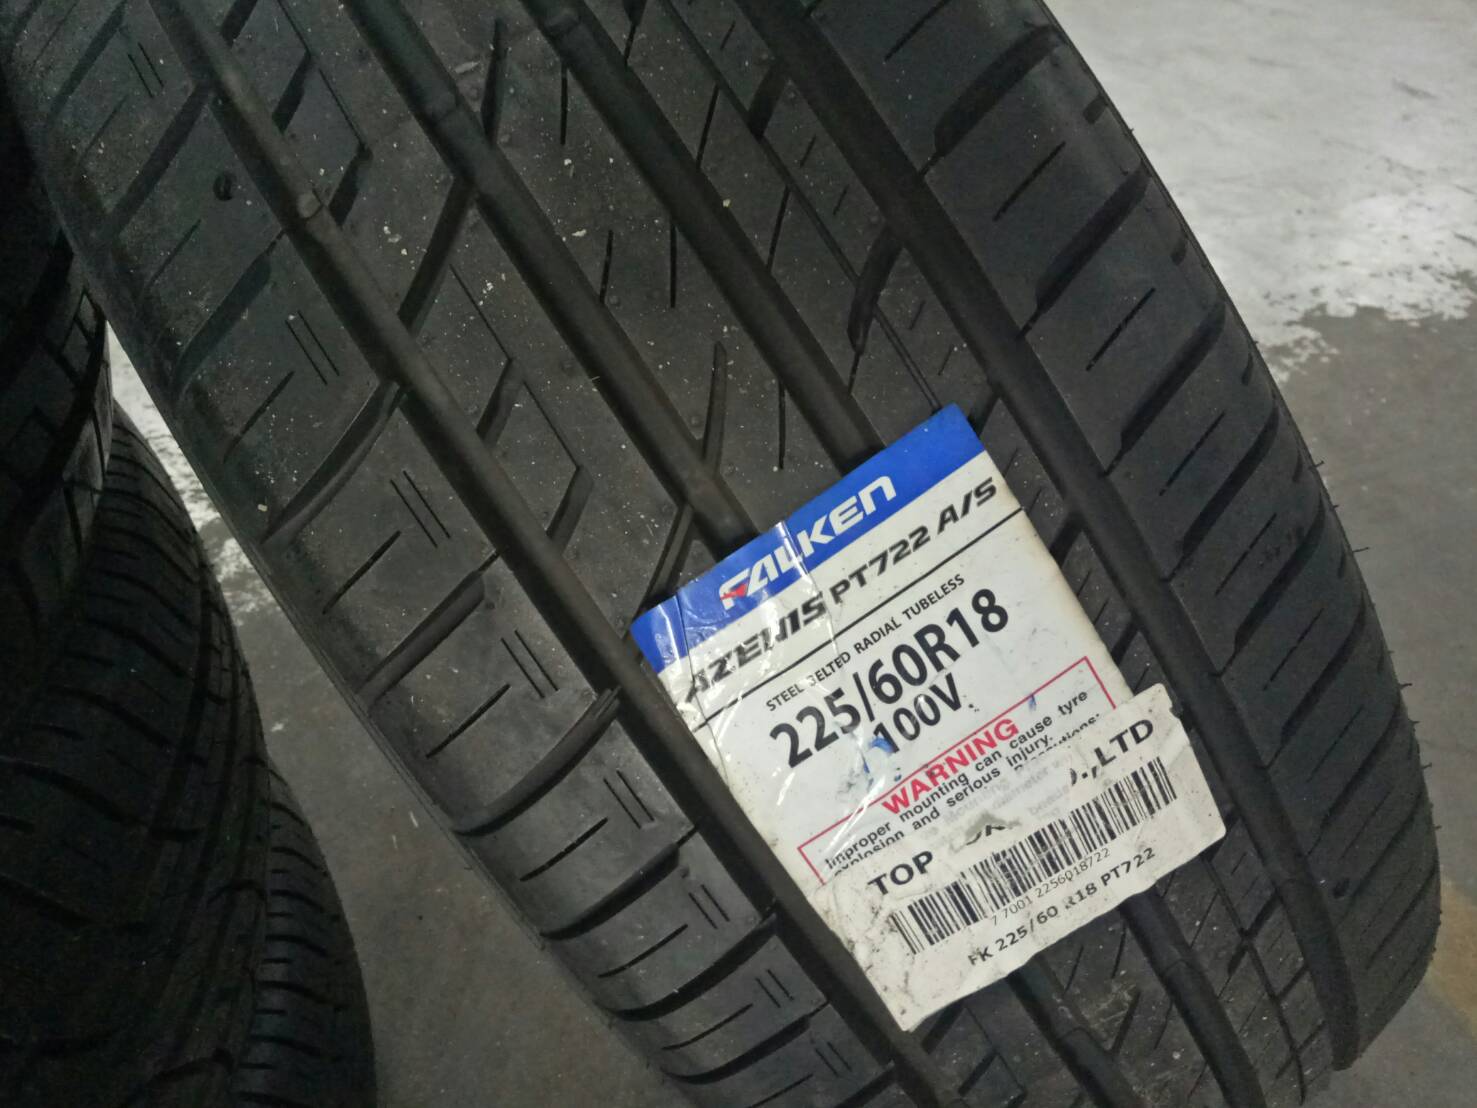 FALKEN
AZENIS PT722 A/S
STEEL BELTED RADIAL TUBELESS
225/60R18
100V
WARNING
Improper mounting can cause tyre
explosion and serious injury.
TOP .,LTD
7 7001 2256018722
FK 225/60 R18 PT722